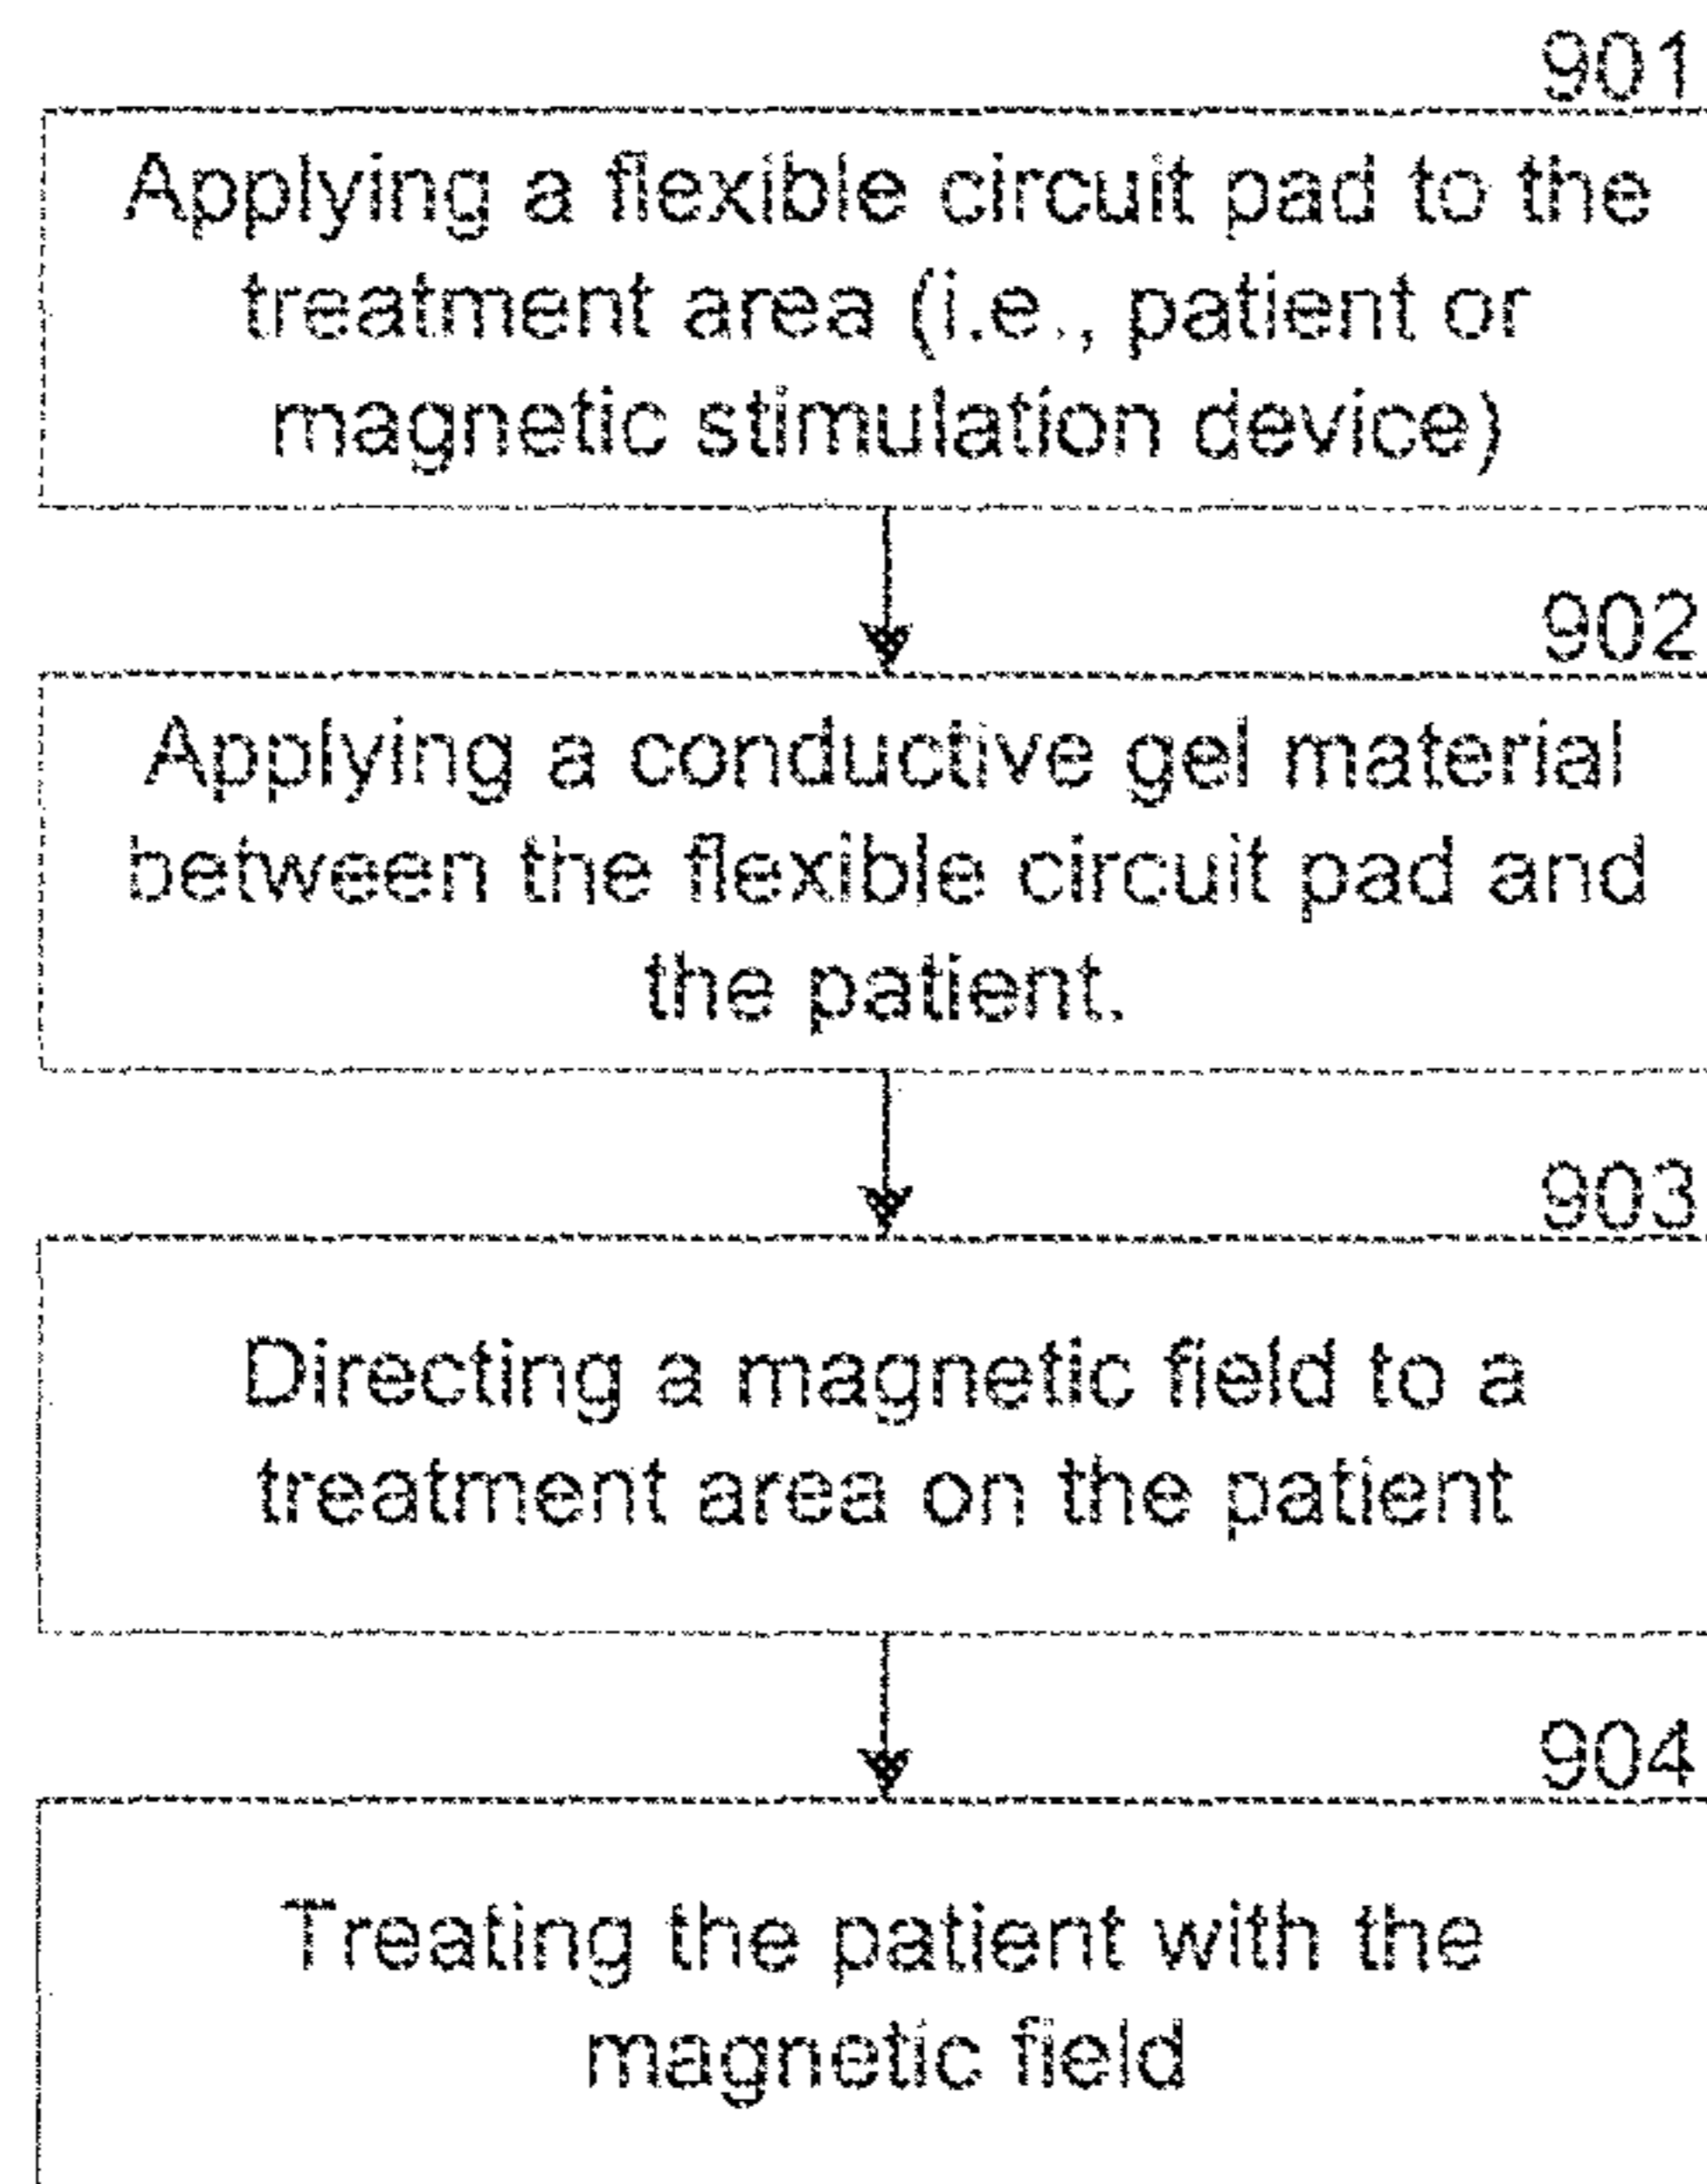 901
Applying a flexible circuit pad to the
treatment area (i.e., patient or
magnetic stimulation device)
902
Applying a conductive gel material
between the flexible circuit pad and
the patient.
903
Directing a magnetic field to a
treatment area on the patient
904
Treating the patient with the
magnetic field